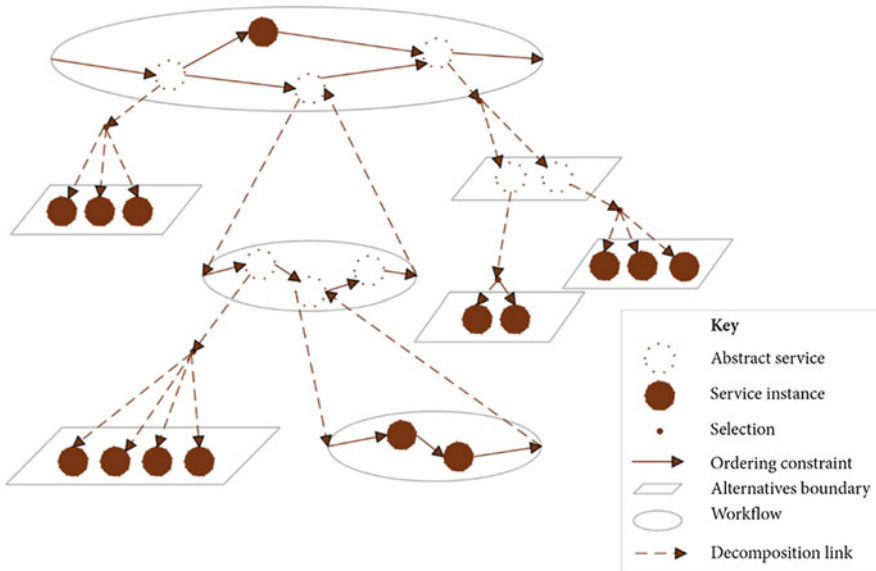 Key
Abstract service
Service instance
Selection
Ordering constraint
Alternatives boundary
Workflow
Decomposition link